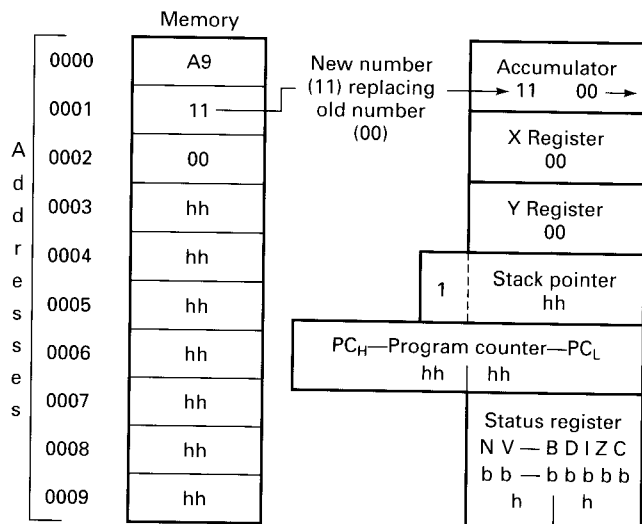 Memory
Addresses
0000 A9
0001 11
0002 00
0003 hh
0004 hh
0005 hh
0006 hh
0007 hh
0008 hh
0009 hh
New number
(11) replacing
old number
(00)
Accumulator
11 00
X Register
00
Y Register
00
1
Stack pointer
hh
PCH—Program counter—PCL
hh hh
Status register
N V — B D I Z C
b b — b b b b b
h h